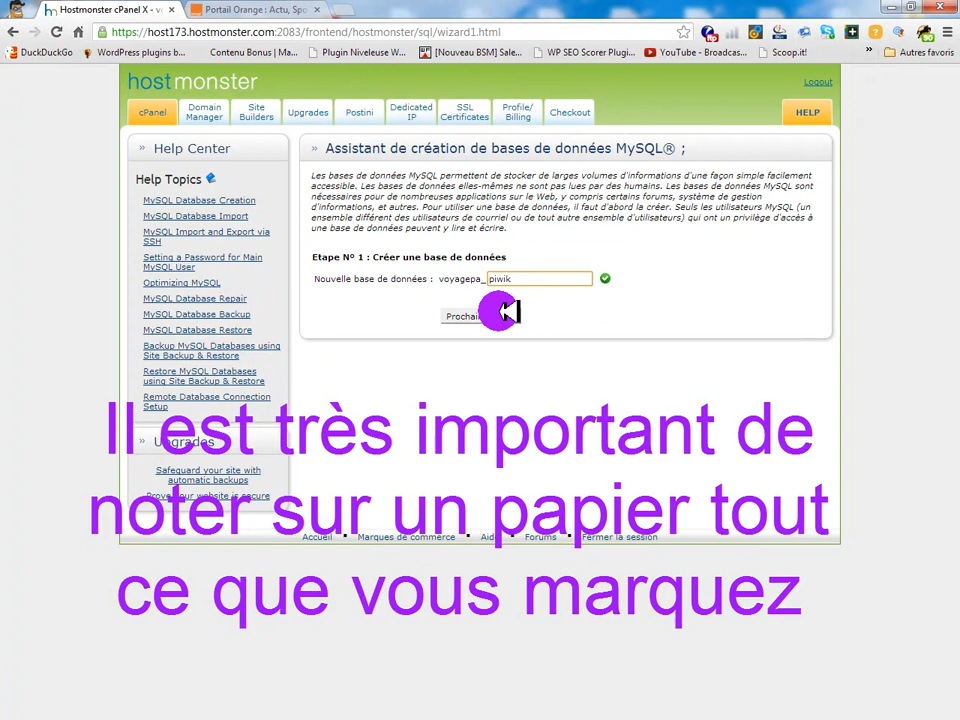 Hostmonster cPanel X - v
Portail Orange : Actu, Spo
https://host173.hostmonster.com:2083/frontend/hostmonster/sql/wizard1.html
DuckDuckGo
WordPress plugins b...
Contenu Bonus | Ma...
Plugin Niveleuse W...
[Nouveau BSM] Sale...
WP SEO Scorer Plugi...
YouTube - Broadcas...
Scoop.it!
»
Autres favoris
hostmonster
Logout
cPanel
Domain Manager
Site Builders
Upgrades
Postini
Dedicated IP
SSL Certificates
Profile/ Billing
Checkout
HELP
» Help Center
Help Topics
MySQL Database Creation
MySQL Database Import
MySQL Import and Export via
SSH
Setting a Password for Main
MySQL User
Optimizing MySQL
MySQL Database Repair
MySQL Database Backup
MySQL Database Restore
Backup MySQL Databases using
Site Backup & Restore
Restore MySQL Databases
using Site Backup & Restore
Remote Database Connection
Setup
» Upgrades
Safeguard your site with
automatic backups
Prove your website is secure
» Assistant de création de bases de données MySQL® ;
Les bases de données MySQL permettent de stocker de larges volumes d'informations d'une façon simple facilement
accessible. Les bases de données elles-mêmes ne sont pas lues par des humains. Les bases de données MySQL sont
nécessaires pour de nombreuses applications sur le Web, y compris certains forums, système de gestion
d'informations, et autres. Pour utiliser une base de données, il faut d'abord la créer. Seuls les utilisateurs MySQL (un
ensemble différent des utilisateurs de courriel ou de tout autre ensemble d'utilisateurs) qui ont un privilège d'accès à
une base de données peuvent y lire et écrire.
Etape Nº 1 : Créer une base de données
Nouvelle base de données : voyagepa_ piwik
Prochai
Il est très important de
noter sur un papier tout
ce que vous marquez
Accueil · Marques de commerce · Aide · Forums · Fermer la session